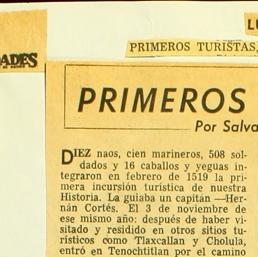 LU
PRIMEROS TURISTAS,
DADES
PRIMEROS
Por Salva
DIEZ naos, cien marineros, 508 sol-
dados y 16 caballos y yeguas in-
tegraron en febrero de 1519 la pri-
mera incursión turística de nuestra
Historia. La guiaba un capitán —Her-
nán Cortés. El 3 de noviembre de
ese mismo año: después de haber vi-
sitado y residido en otros sitios tu-
rísticos como Tlaxcallan y Cholula,
entró en Tenochtitlan por el camino